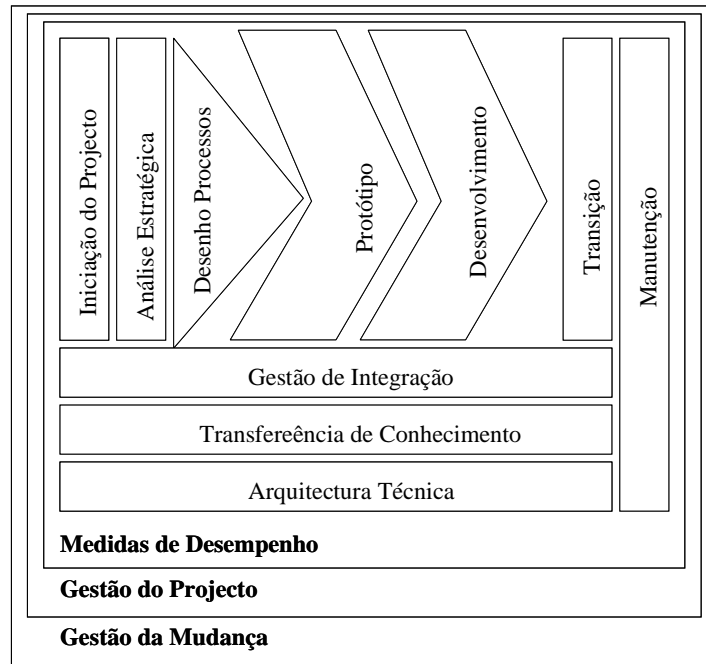 Iniciação do Projecto
Análise Estratégica
Desenho Processos
Protótipo
Desenvolvimento
Transição
Manutenção
Gestão de Integração
Transfereência de Conhecimento
Arquitectura Técnica
Medidas de Desempenho
Gestão do Projecto
Gestão da Mudança